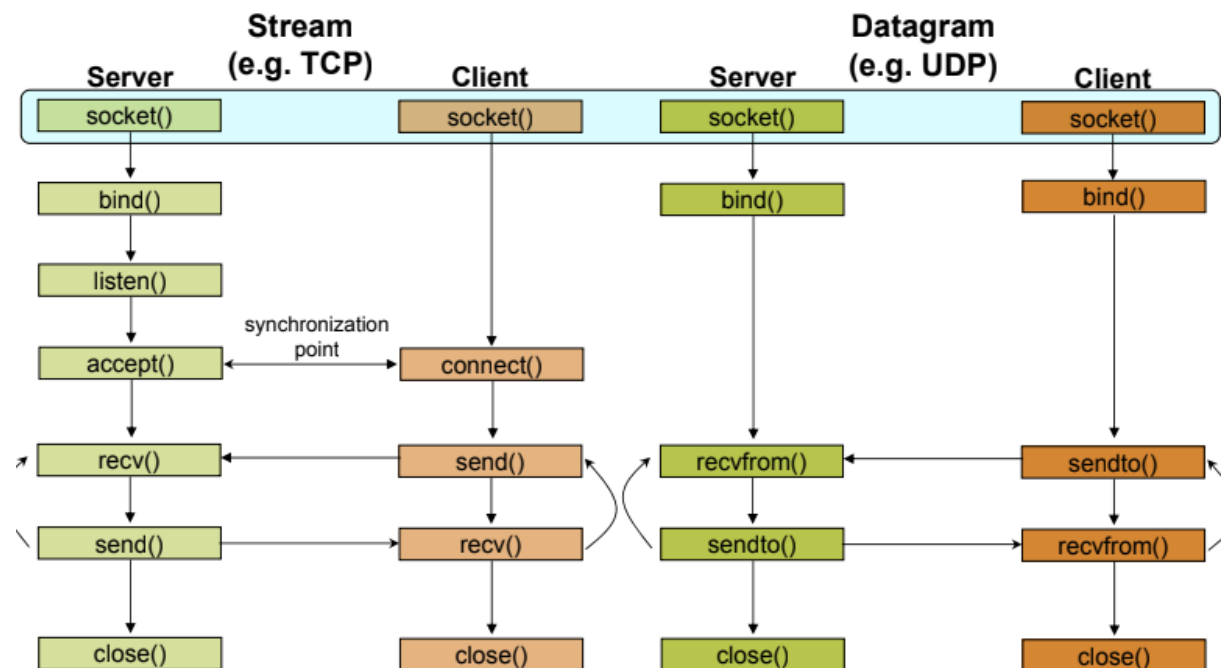 Stream
(e.g. TCP)
Datagram
(e.g. UDP)
Server
Client
Server
Client
socket()
socket()
socket()
socket()
bind()
bind()
bind()
listen()
synchronization
point
accept()
connect()
recv()
send()
recvfrom()
sendto()
send()
recv()
sendto()
recvfrom()
close()
close()
close()
close()